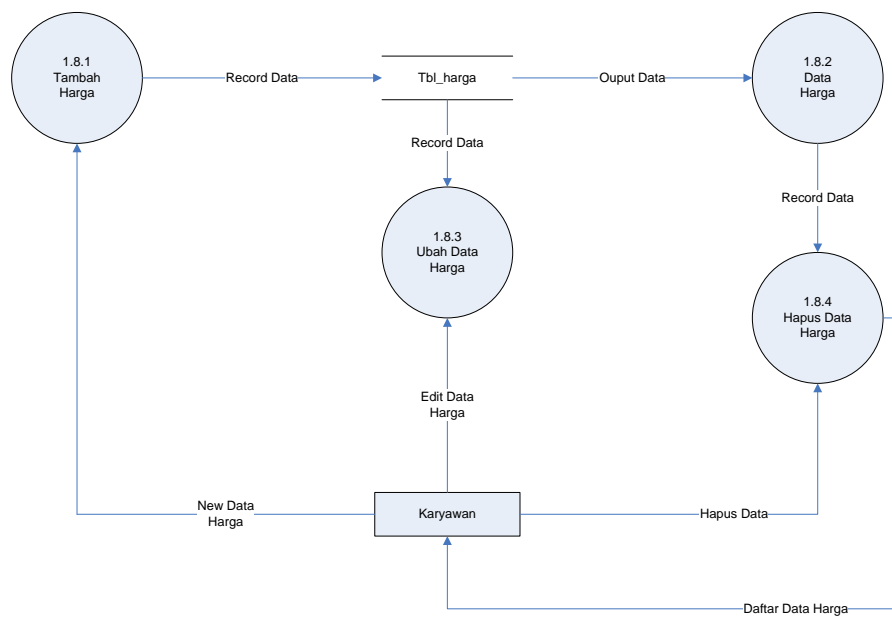 1.8.1
Tambah
Harga
Record Data
Tbl_harga
Ouput Data
1.8.2
Data
Harga
Record Data
Record Data
1.8.3
Ubah Data
Harga
1.8.4
Hapus Data
Harga
Edit Data
Harga
New Data
Harga
Karyawan
Hapus Data
Daftar Data Harga